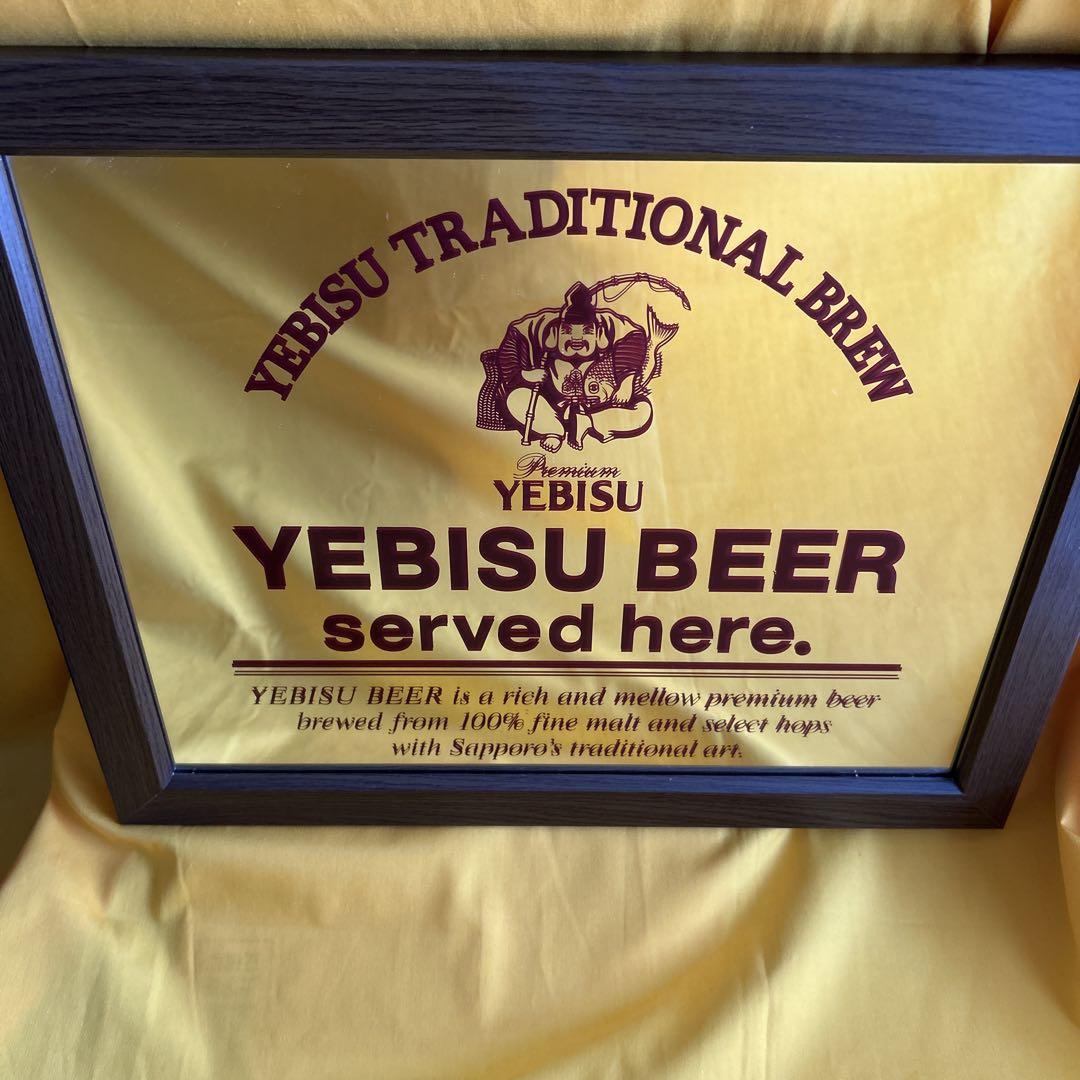 YEBISU TRADITIONAL BREW
Premium
YEBISU
YEBISU BEER
served here.
YEBISU BEER is a rich and mellow premium beer
brewed from 100% fine malt and select hops
with Sapporo's traditional art.